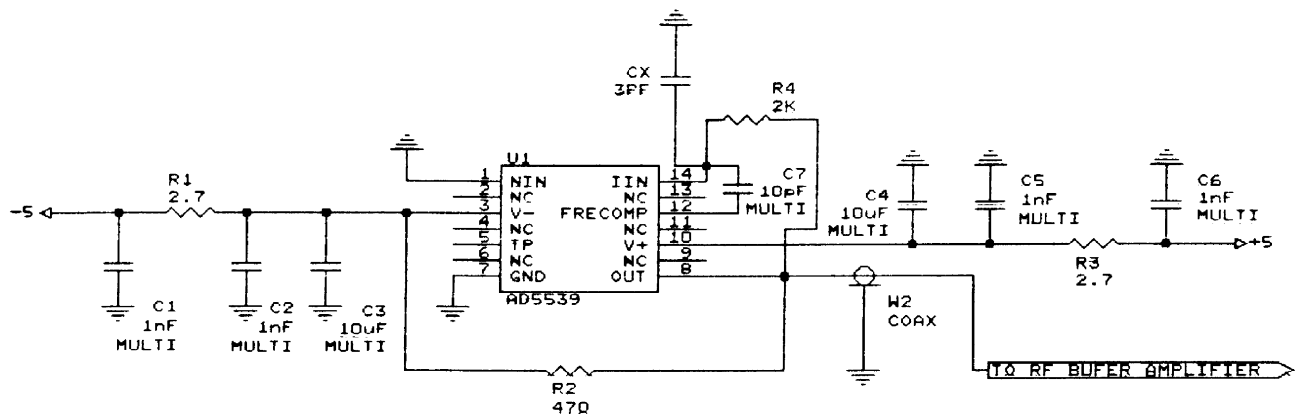 CX
3PF
R4
2K
U1
1 NIN
2 NC
3 V-
4 NC
5 TP
6 NC
7 GND
IIN 14
NC 13
FRECOMP 12
NC 11
V+ 10
NC 9
OUT 8
AD5539
R1
2.7
-5
C1
1nF
MULTI
C2
1nF
MULTI
C3
10uF
MULTI
C7
10pF
MULTI
C4
10uF
MULTI
C5
1nF
MULTI
C6
1nF
MULTI
+5
R3
2.7
W2
COAX
R2
470
TO RF BUFER AMPLIFIER